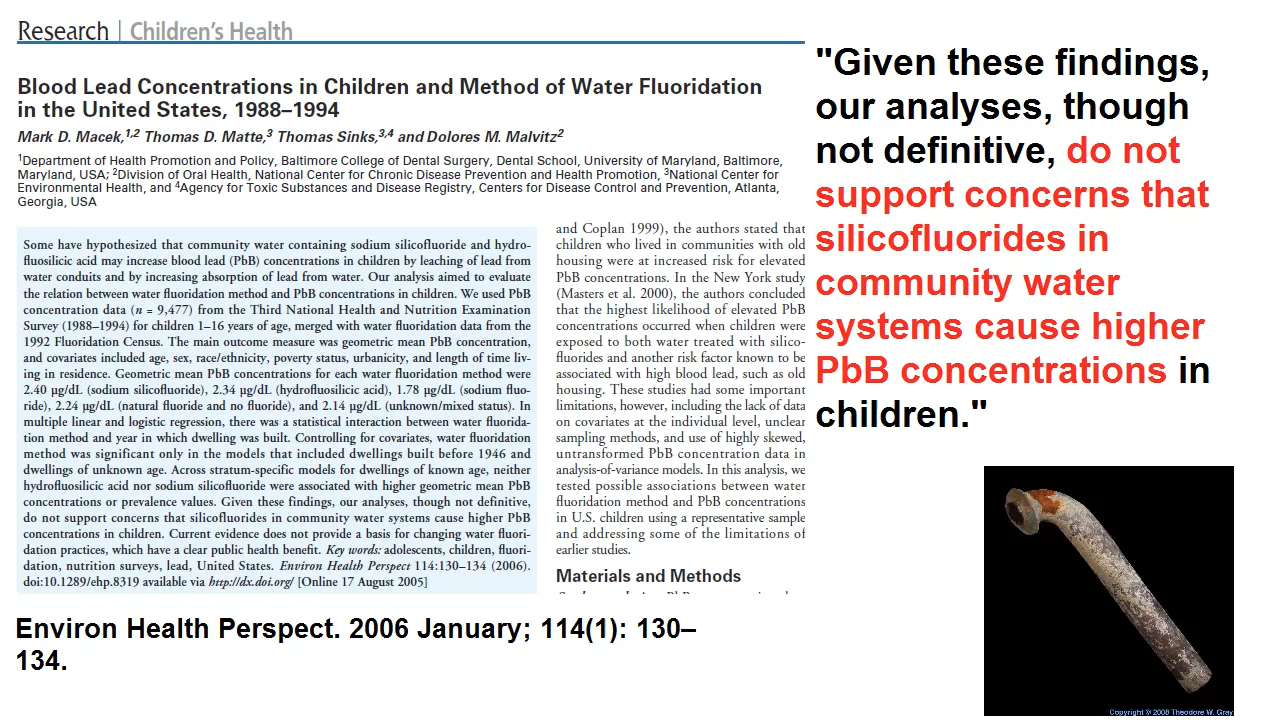 Research | Children's Health
Blood Lead Concentrations in Children and Method of Water Fluoridation
in the United States, 1988–1994
Mark D. Macek,1,2 Thomas D. Matte,3 Thomas Sinks,3,4 and Dolores M. Malvitz2
1Department of Health Promotion and Policy, Baltimore College of Dental Surgery, Dental School, University of Maryland, Baltimore,
Maryland, USA; 2Division of Oral Health, National Center for Chronic Disease Prevention and Health Promotion, 3National Center for
Environmental Health, and 4Agency for Toxic Substances and Disease Registry, Centers for Disease Control and Prevention, Atlanta,
Georgia, USA
Some have hypothesized that community water containing sodium silicofluoride and hydro-
fluosilicic acid may increase blood lead (PbB) concentrations in children by leaching of lead from
water conduits and by increasing absorption of lead from water. Our analysis aimed to evaluate
the relation between water fluoridation method and PbB concentrations in children. We used PbB
concentration data (n = 9,477) from the Third National Health and Nutrition Examination
Survey (1988–1994) for children 1–16 years of age, merged with water fluoridation data from the
1992 Fluoridation Census. The main outcome measure was geometric mean PbB concentration,
and covariates included age, sex, race/ethnicity, poverty status, urbanicity, and length of time liv-
ing in residence. Geometric mean PbB concentrations for each water fluoridation method were
2.40 µg/dL (sodium silicofluoride), 2.34 µg/dL (hydrofluosilicic acid), 1.78 µg/dL (sodium fluo-
ride), 2.24 µg/dL (natural fluoride and no fluoride), and 2.14 µg/dL (unknown/mixed status). In
multiple linear and logistic regression, there was a statistical interaction between water fluorida-
tion method and year in which dwelling was built. Controlling for covariates, water fluoridation
method was significant only in the models that included dwellings built before 1946 and
dwellings of unknown age. Across stratum-specific models for dwellings of known age, neither
hydrofluosilicic acid nor sodium silicofluoride were associated with higher geometric mean PbB
concentrations or prevalence values. Given these findings, our analyses, though not definitive,
do not support concerns that silicofluorides in community water systems cause higher PbB
concentrations in children. Current evidence does not provide a basis for changing water fluori-
dation practices, which have a clear public health benefit. Key words: adolescents, children, fluori-
dation, nutrition surveys, lead, United States. Environ Health Perspect 114:130–134 (2006).
doi:10.1289/ehp.8319 available via http://dx.doi.org/ [Online 17 August 2005]
and Coplan 1999), the authors stated that
children who lived in communities with old
housing were at increased risk for elevated
PbB concentrations. In the New York study
(Masters et al. 2000), the authors concluded
that the highest likelihood of elevated PbB
concentrations occurred when children were
exposed to both water treated with silico-
fluorides and another risk factor known to be
associated with high blood lead, such as old
housing. These studies had some important
limitations, however, including the lack of data
on covariates at the individual level, unclear
sampling methods, and use of highly skewed,
untransformed PbB concentration data in
analysis-of-variance models. In this analysis, we
tested possible associations between water
fluoridation method and PbB concentrations
in U.S. children using a representative sample
and addressing some of the limitations of
earlier studies.
Materials and Methods
Environ Health Perspect. 2006 January; 114(1): 130–
134.
"Given these findings,
our analyses, though
not definitive, do not
support concerns that
silicofluorides in
community water
systems cause higher
PbB concentrations in
children."
Copyright © 2008 Theodore W. Gray